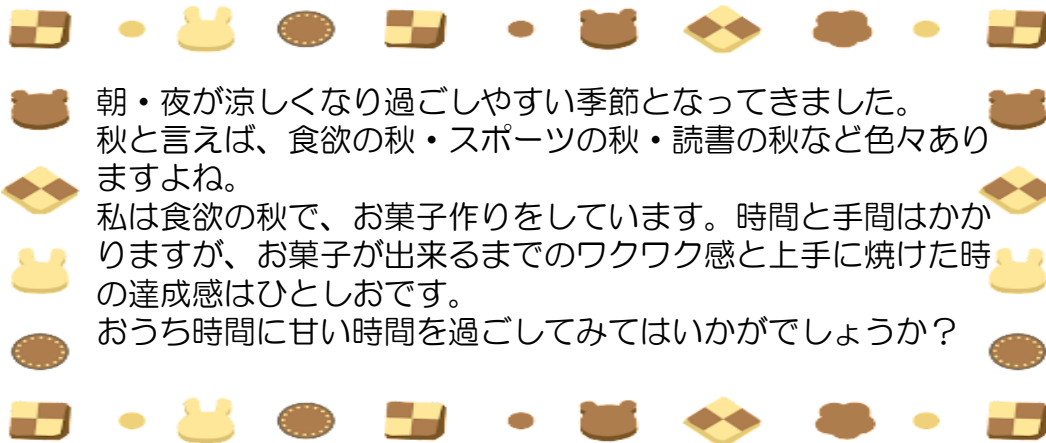 朝・夜が涼しくなり過ごしやすい季節となってきました。
秋と言えば、食欲の秋・スポーツの秋・読書の秋など色々あり
ますよね。
私は食欲の秋で、お菓子作りをしています。時間と手間はかか
りますが、お菓子が出来るまでのワクワク感と上手に焼けた時
の達成感はひとしおです。
おうち時間に甘い時間を過ごしてみてはいかがでしょうか？